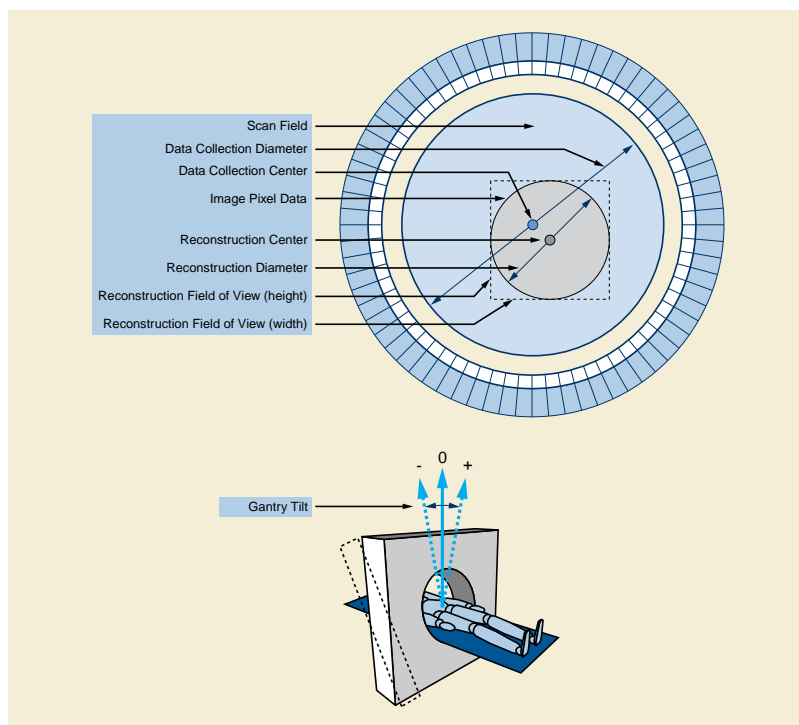 Scan Field
Data Collection Diameter
Data Collection Center
Image Pixel Data
Reconstruction Center
Reconstruction Diameter
Reconstruction Field of View (height)
Reconstruction Field of View (width)
- 0 +
Gantry Tilt